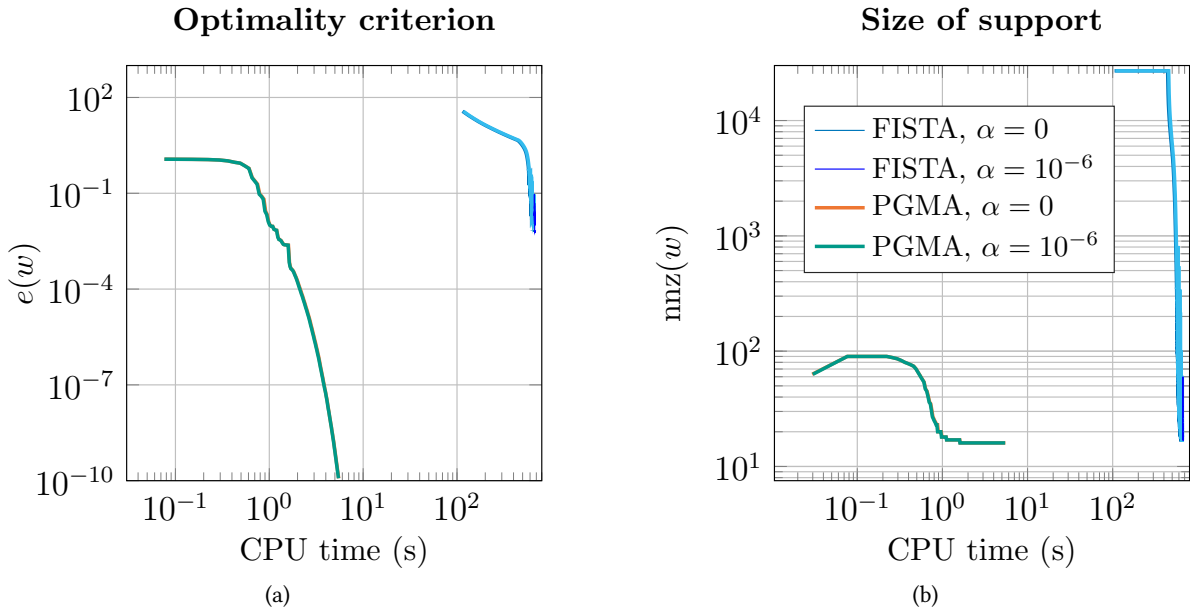 Optimality criterion
10^2
10^−1
10^−4
10^−7
10^−10
e(w)
10^−1 10^0 10^1 10^2
CPU time (s)
(a)
Size of support
10^4
10^3
10^2
10^1
nnz(w)
FISTA, α = 0
FISTA, α = 10^−6
PGMA, α = 0
PGMA, α = 10^−6
10^−1 10^0 10^1 10^2
CPU time (s)
(b)